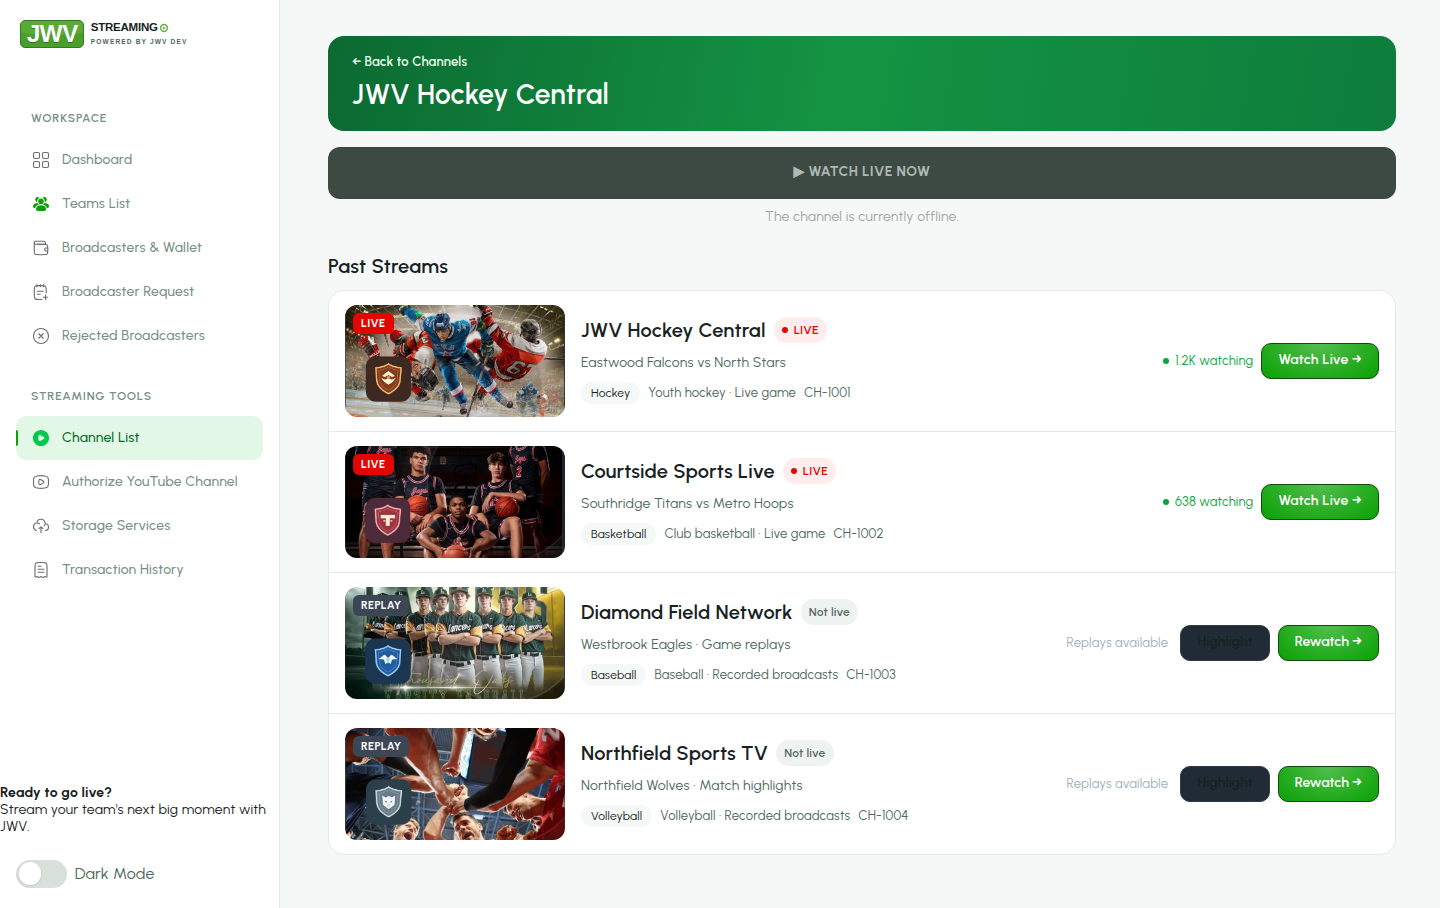 JWV STREAMING
POWERED BY JWV DEV
WORKSPACE
Dashboard
Teams List
Broadcasters & Wallet
Broadcaster Request
Rejected Broadcasters
STREAMING TOOLS
Channel List
Authorize YouTube Channel
Storage Services
Transaction History
Ready to go live?
Stream your team's next big moment with
JWV.
Dark Mode
← Back to Channels
JWV Hockey Central
▶ WATCH LIVE NOW
The channel is currently offline.
Past Streams
LIVE
JWV Hockey Central LIVE
Eastwood Falcons vs North Stars
Hockey Youth hockey · Live game CH-1001
1.2K watching Watch Live →
LIVE
Courtside Sports Live LIVE
Southridge Titans vs Metro Hoops
Basketball Club basketball · Live game CH-1002
638 watching Watch Live →
REPLAY
Lancers
Diamond Field Network Not live
Westbrook Eagles · Game replays
Baseball Baseball · Recorded broadcasts CH-1003
Replays available Highlight Rewatch →
REPLAY
Northfield Sports TV Not live
Northfield Wolves · Match highlights
Volleyball Volleyball · Recorded broadcasts CH-1004
Replays available Highlight Rewatch →